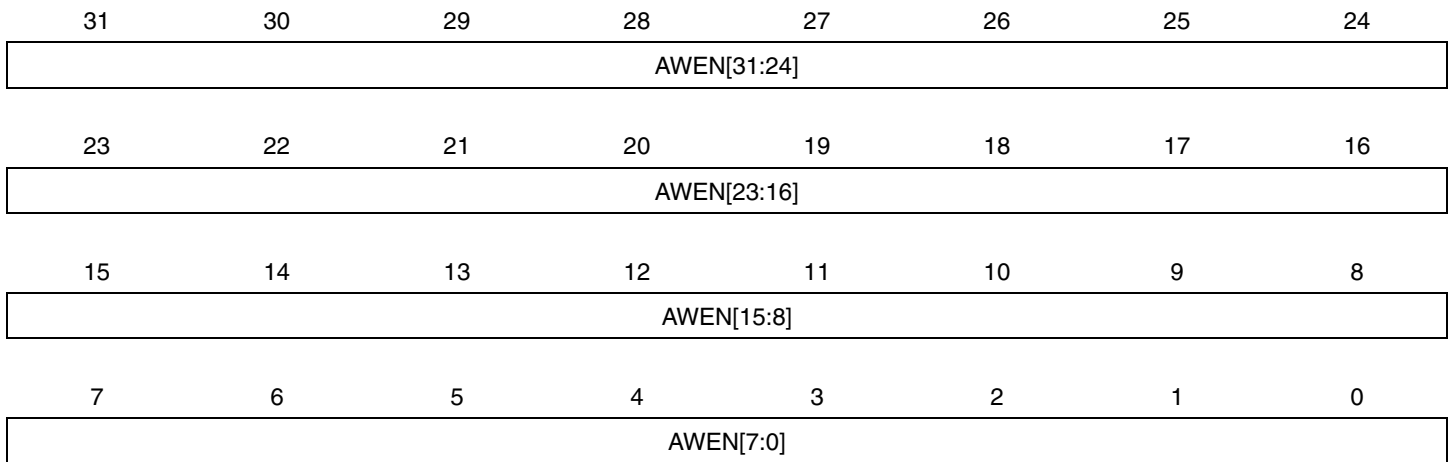 31 30 29 28 27 26 25 24
AWEN[31:24]
23 22 21 20 19 18 17 16
AWEN[23:16]
15 14 13 12 11 10 9 8
AWEN[15:8]
7 6 5 4 3 2 1 0
AWEN[7:0]